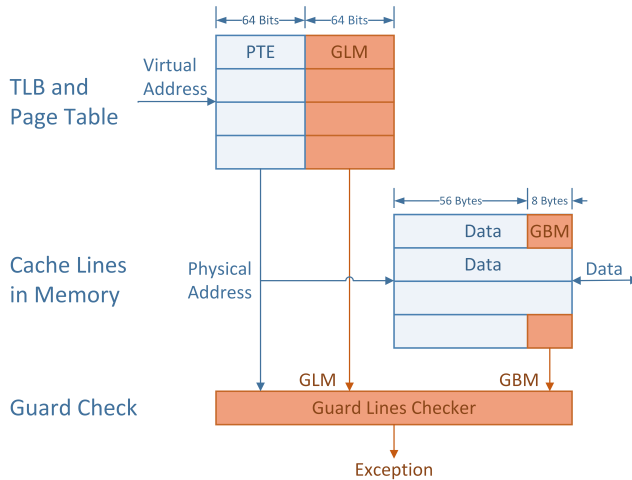 64 Bits 64 Bits
PTE GLM
Virtual
Address
TLB and
Page Table
56 Bytes 8 Bytes
Data GBM
Data
Cache Lines
in Memory
Physical
Address
Data
GLM GBM
Guard Check
Guard Lines Checker
Exception